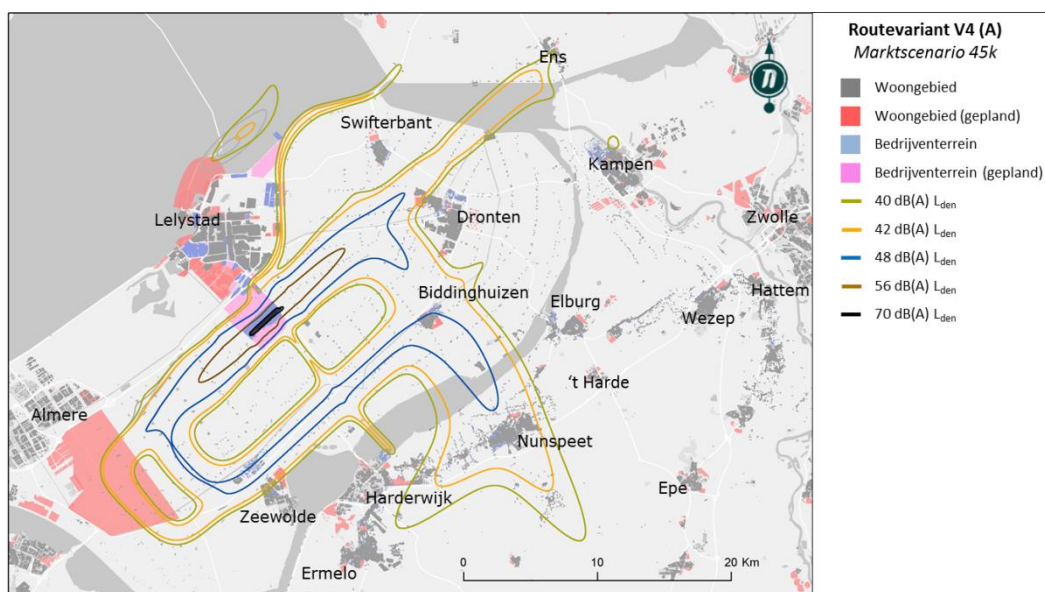 Routevariant V4 (A)
Marktscenario 45k
Woongebied
Woongebied (gepland)
Bedrijventerrein
Bedrijventerrein (gepland)
40 dB(A) Lden
42 dB(A) Lden
48 dB(A) Lden
56 dB(A) Lden
70 dB(A) Lden
Ens
Swifterbant
Kampen
Lelystad
Dronten
Zwolle
Biddinghuizen
Elburg
Hattem
Wezep
't Harde
Almere
Nunspeet
Harderwijk
Epe
Zeewolde
Ermelo
0 10 20 Km